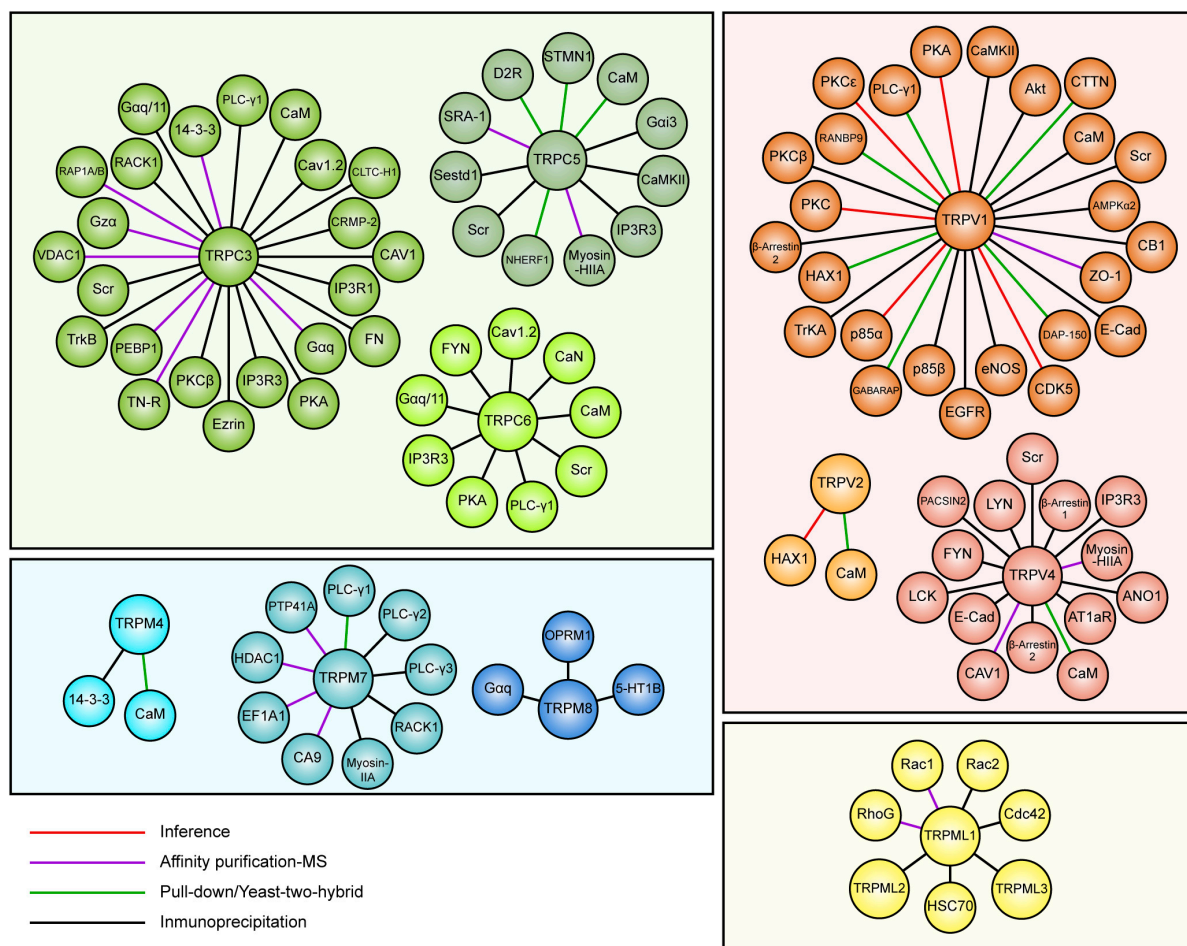 Gαq/11
PLC-γ1
14-3-3
CaM
RACK1
Cav1.2
RAP1A/B
CLTC-H1
Gzα
CRMP-2
VDAC1
TRPC3
CAV1
Scr
IP3R1
TrkB
PEBP1
Gαq
FN
PKCβ
IP3R3
TN-R
PKA
Ezrin
STMN1
D2R
CaM
SRA-1
Gαi3
TRPC5
Sestd1
CaMKII
Scr
IP3R3
NHERF1
Myosin
-HIIA
Cav1.2
FYN
CaN
Gαq/11
CaM
TRPC6
IP3R3
Scr
PKA
PLC-γ1
PKA
CaMKII
PKCε
PLC-γ1
Akt
CTTN
RANBP9
CaM
PKCβ
Scr
PKC
AMPKα2
TRPV1
β-Arrestin
2
CB1
HAX1
ZO-1
TrKA
p85α
DAP-150
E-Cad
p85β
eNOS
GABARAP
CDK5
EGFR
TRPV2
HAX1
CaM
Scr
PACSIN2
LYN
β-Arrestin
1
IP3R3
FYN
Myosin
-HIIA
TRPV4
LCK
ANO1
E-Cad
AT1aR
β-Arrestin
2
CAV1
CaM
TRPM4
14-3-3
CaM
PLC-γ1
PTP41A
PLC-γ2
HDAC1
PLC-γ3
TRPM7
EF1A1
RACK1
CA9
Myosin-
IIA
OPRM1
Gαq
5-HT1B
TRPM8
Rac1
Rac2
RhoG
Cdc42
TRPML1
TRPML2
TRPML3
HSC70
Inference
Affinity purification-MS
Pull-down/Yeast-two-hybrid
Inmunoprecipitation